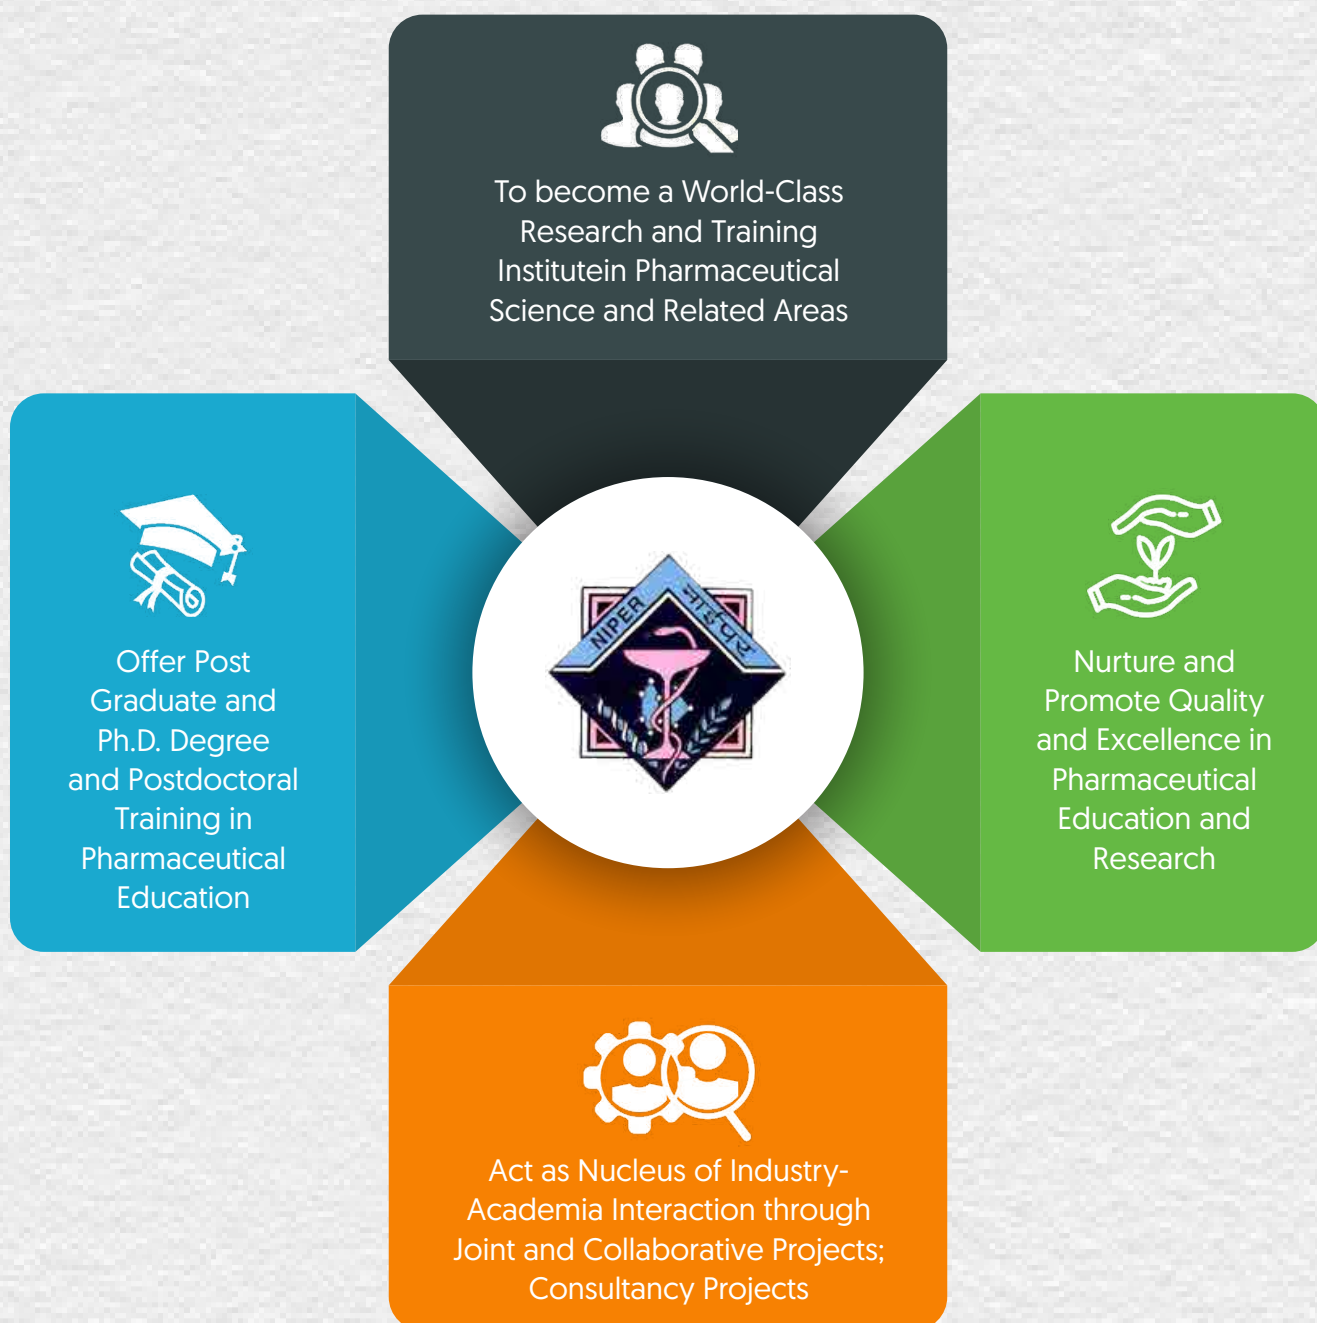 To become a World-Class
Research and Training
Institutein Pharmaceutical
Science and Related Areas
Offer Post
Graduate and
Ph.D. Degree
and Postdoctoral
Training in
Pharmaceutical
Education
NIPER
नाईपर
Nurture and
Promote Quality
and Excellence in
Pharmaceutical
Education and
Research
Act as Nucleus of Industry-
Academia Interaction through
Joint and Collaborative Projects;
Consultancy Projects